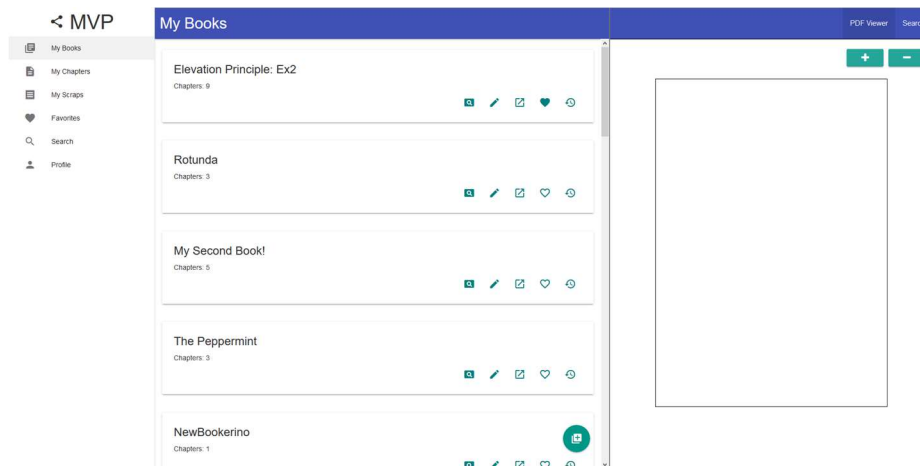 MVP
My Books
My Chapters
My Scraps
Favorites
Search
Profile
My Books
Elevation Principle: Ex2
Chapters: 9
Rotunda
Chapters: 3
My Second Book!
Chapters: 5
The Peppermint
Chapters: 3
NewBookerino
Chapters: 1
PDF Viewer
Searc